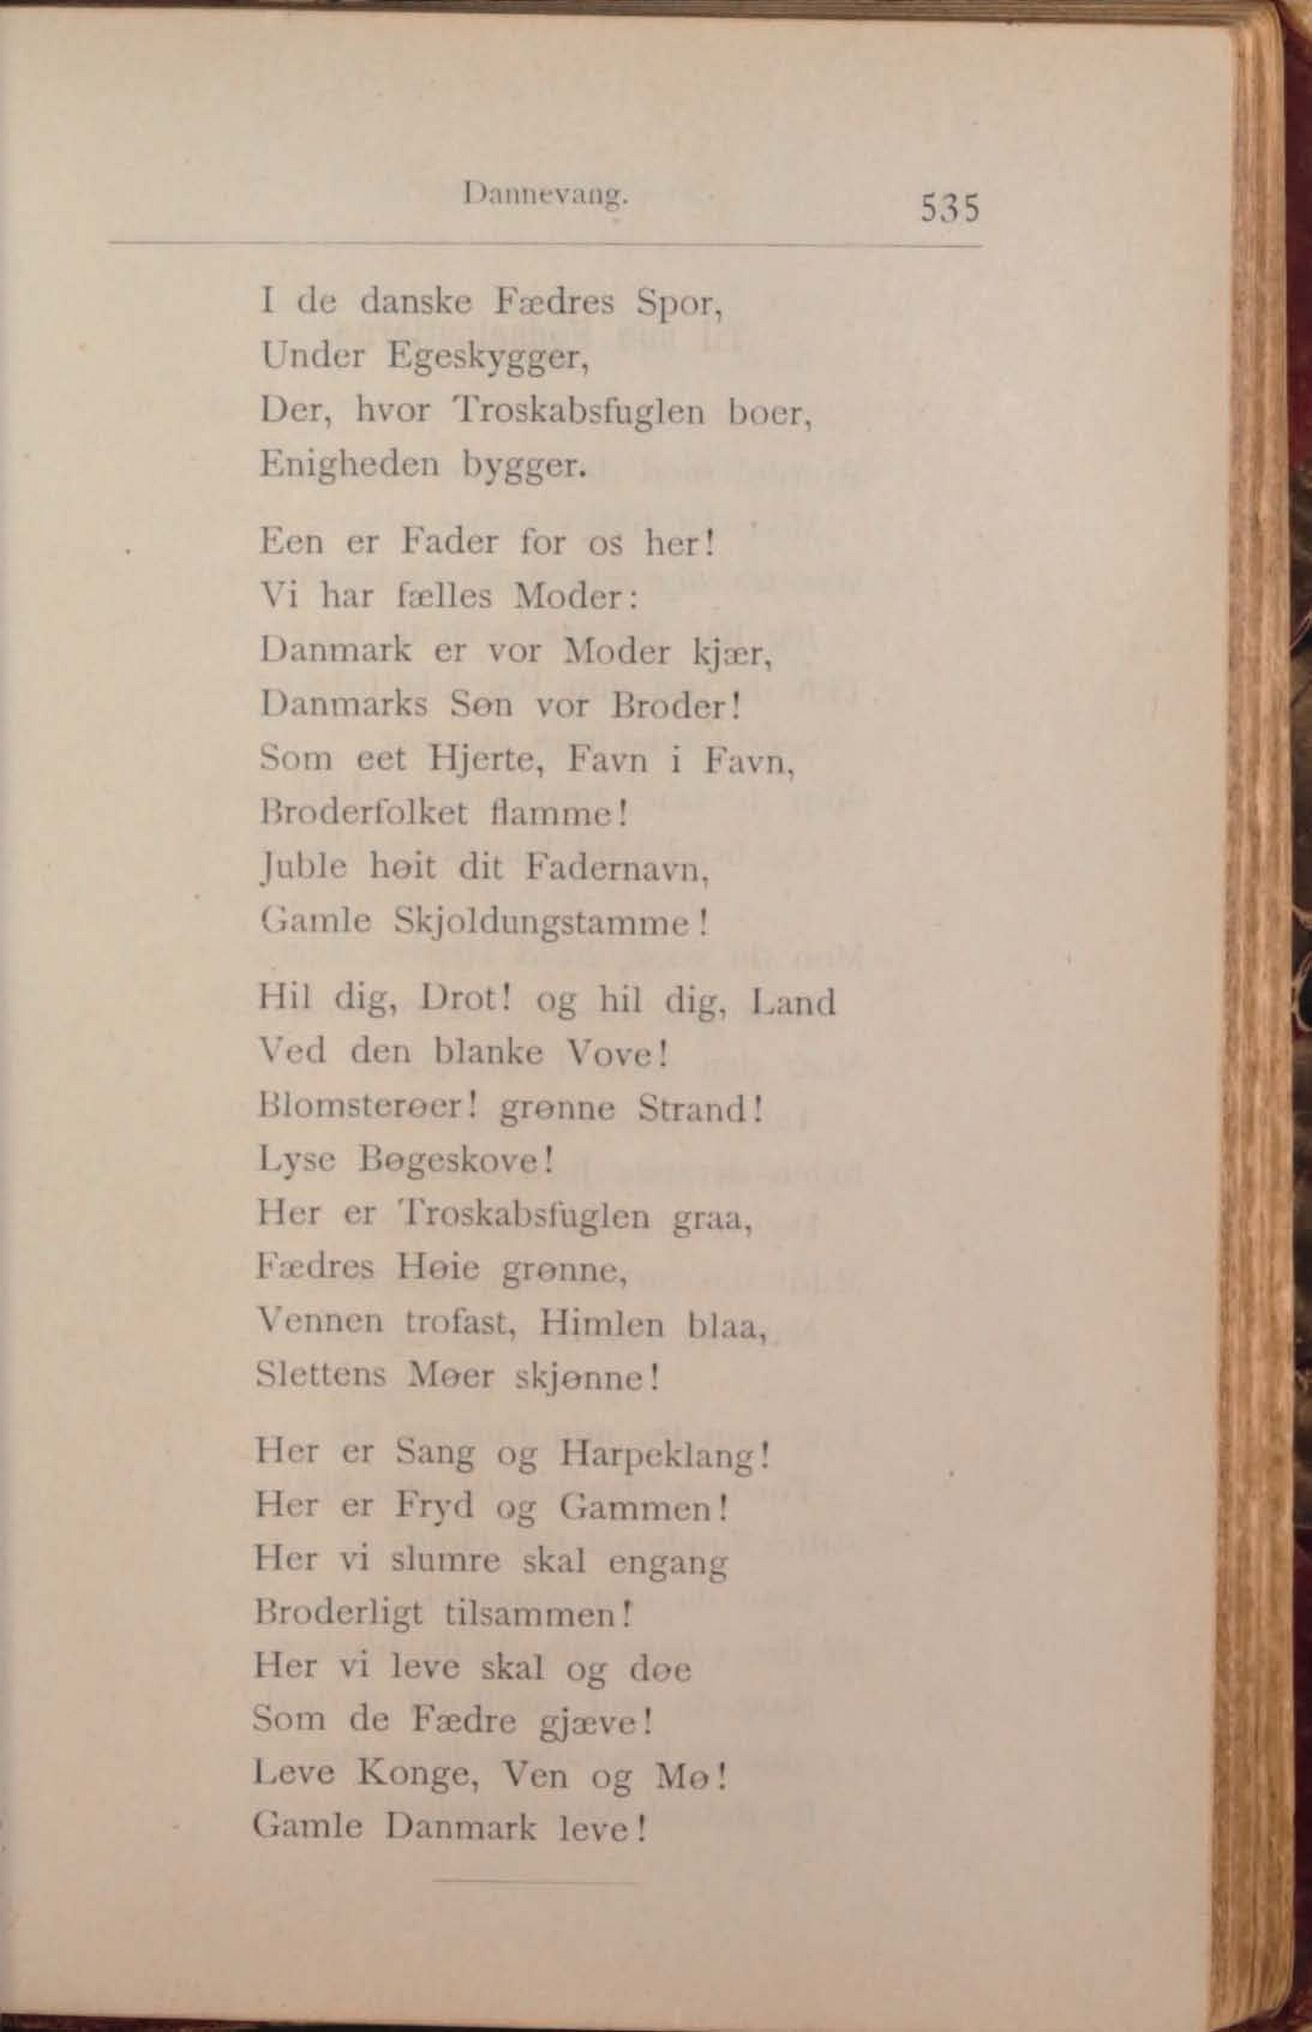 Dannevang.
535
I de danske Fædres Spor,
Under Egeskygger,
Der, hvor Troskabsfuglen boer,
Enigheden bygger.
Een er Fader for os her!
Vi har fælles Moder:
Danmark er vor Moder kjær,
Danmarks Søn vor Broder!
Som eet Hjerte, Favn i Favn,
Broderfolket flamme!
Juble høit dit Fadernavn,
Gamle Skjoldungstamme!
Hil dig, Drot! og hil dig, Land
Ved den blanke Vove!
Blomsterøer! grønne Strand!
Lyse Bøgeskove!
Her er Troskabsfuglen graa,
Fædres Høie grønne,
Vennen trofast, Himlen blaa,
Slettens Møer skjønne!
Her er Sang og Harpeklang!
Her er Fryd og Gammen!
Her vi slumre skal engang
Broderligt tilsammen!
Her vi leve skal og døe
Som de Fædre gjæve!
Leve Konge, Ven og Mø!
Gamle Danmark leve!